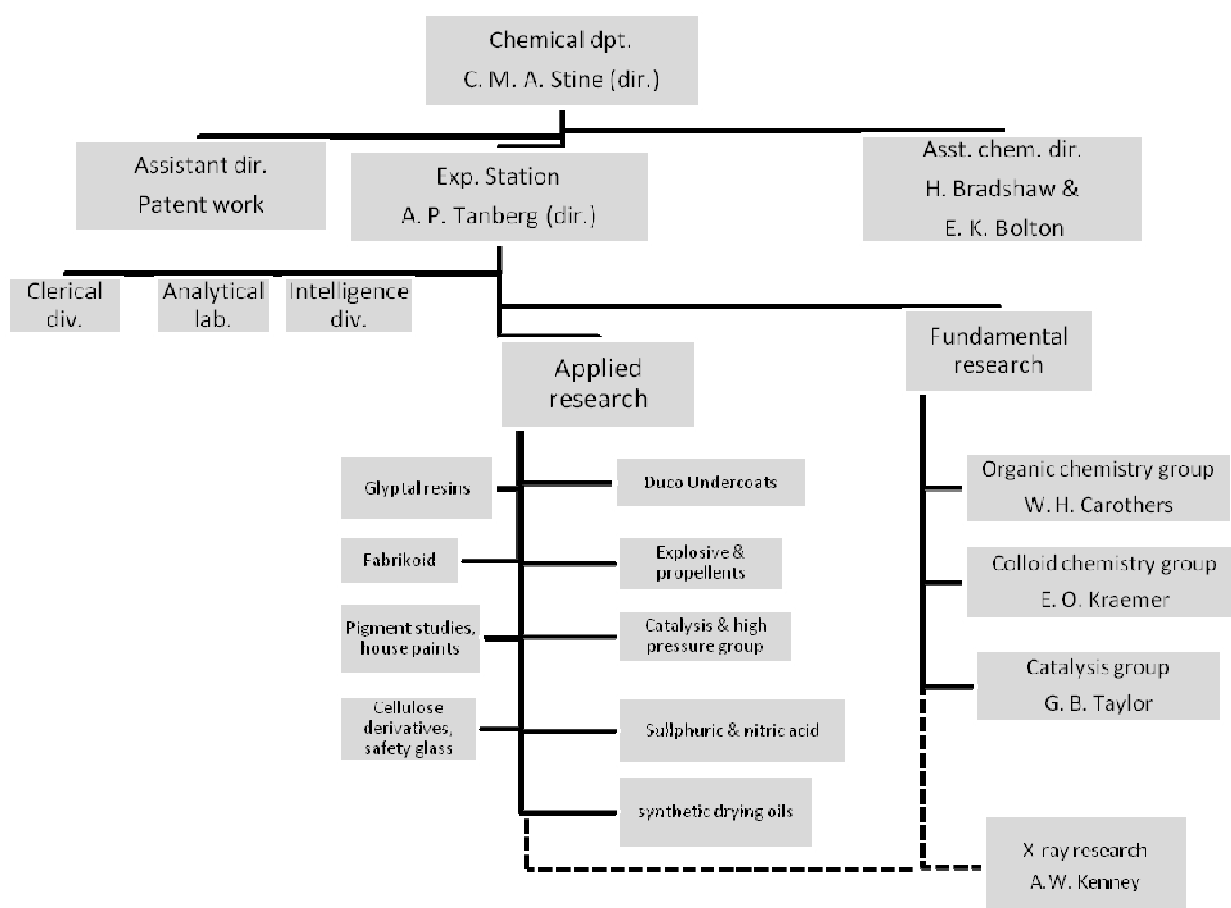 Chemical dpt.
C. M. A. Stine (dir.)
Assistant dir.
Patent work
Exp. Station
A. P. Tanberg (dir.)
Asst. chem. dir.
H. Bradshaw &
E. K. Bolton
Clerical
div.
Analytical
lab.
Intelligence
div.
Applied
research
Fundamental
research
Glyptal resins
Duco Undercoats
Fabrikoid
Explosive &
propellents
Pigment studies,
house paints
Catalysis & high
pressure group
Cellulose
derivatives,
safety glass
Sullphuric & nitric acid
synthetic drying oils
Organic chemistry group
W. H. Carothers
Colloid chemistry group
E. O. Kraemer
Catalysis group
G. B. Taylor
X ray research
A.W. Kenney